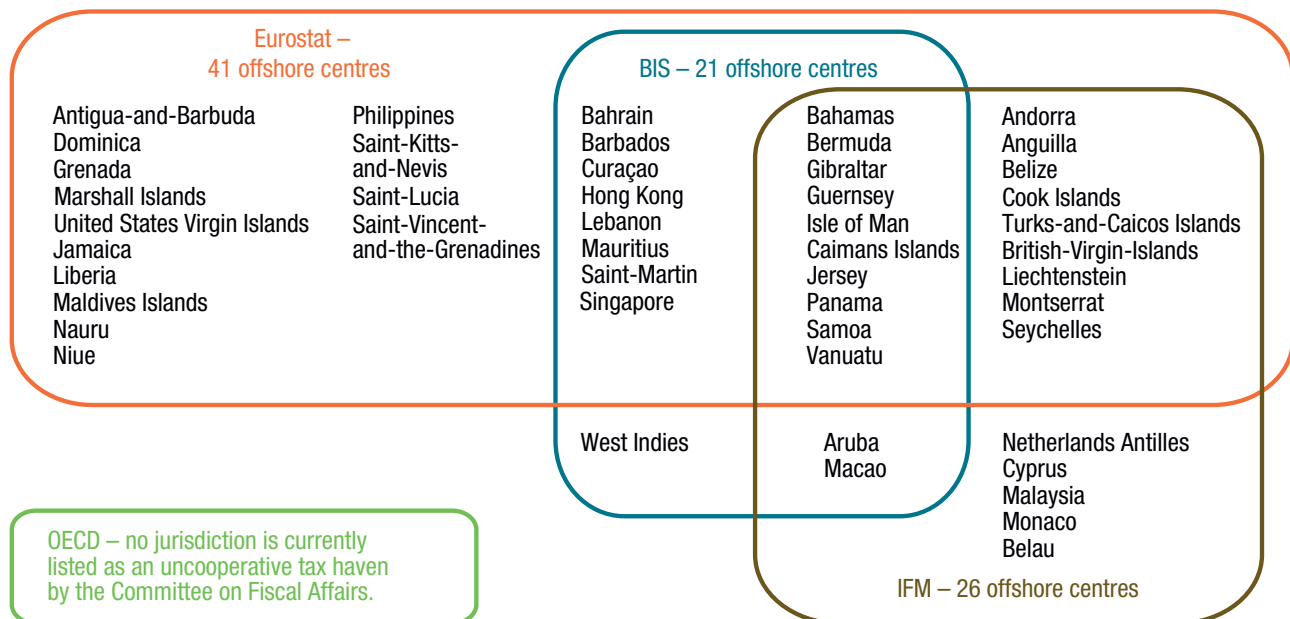 Eurostat –
41 offshore centres
Antigua-and-Barbuda
Dominica
Grenada
Marshall Islands
United States Virgin Islands
Jamaica
Liberia
Maldives Islands
Nauru
Niue
Philippines
Saint-Kitts-
and-Nevis
Saint-Lucia
Saint-Vincent-
and-the-Grenadines
BIS – 21 offshore centres
Bahrain
Barbados
Curaçao
Hong Kong
Lebanon
Mauritius
Saint-Martin
Singapore
Bahamas
Bermuda
Gibraltar
Guernsey
Isle of Man
Caimans Islands
Jersey
Panama
Samoa
Vanuatu
Andorra
Anguilla
Belize
Cook Islands
Turks-and-Caicos Islands
British-Virgin-Islands
Liechtenstein
Montserrat
Seychelles
West Indies
Aruba
Macao
Netherlands Antilles
Cyprus
Malaysia
Monaco
Belau
IFM – 26 offshore centres
OECD – no jurisdiction is currently
listed as an uncooperative tax haven
by the Committee on Fiscal Affairs.